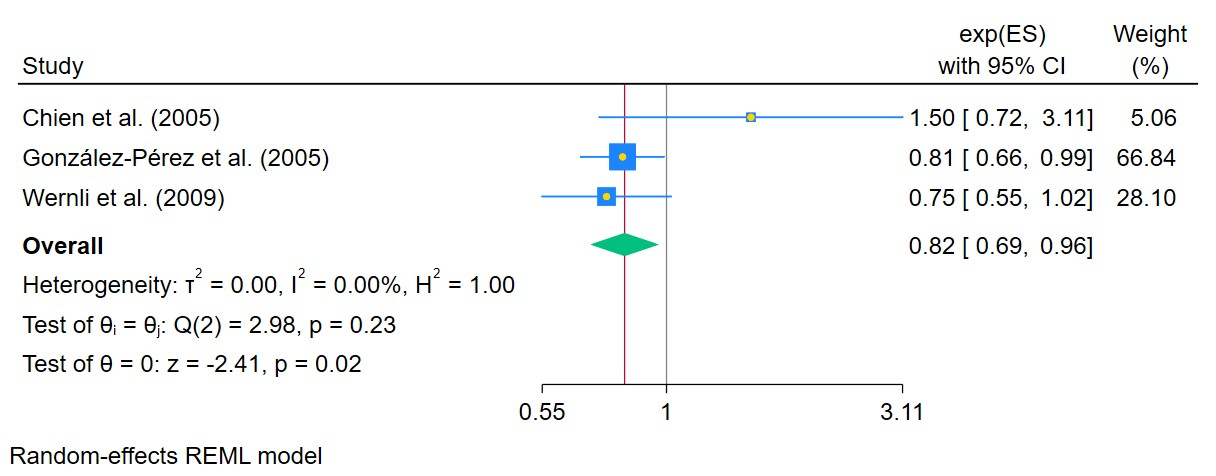 exp(ES) Weight
Study with 95% CI (%)
Chien et al. (2005) 1.50 [ 0.72, 3.11] 5.06
González-Pérez et al. (2005) 0.81 [ 0.66, 0.99] 66.84
Wernli et al. (2009) 0.75 [ 0.55, 1.02] 28.10
Overall 0.82 [ 0.69, 0.96]
Heterogeneity: τ² = 0.00, I² = 0.00%, H² = 1.00
Test of θᵢ = θⱼ: Q(2) = 2.98, p = 0.23
Test of θ = 0: z = -2.41, p = 0.02
0.55 1 3.11
Random-effects REML model